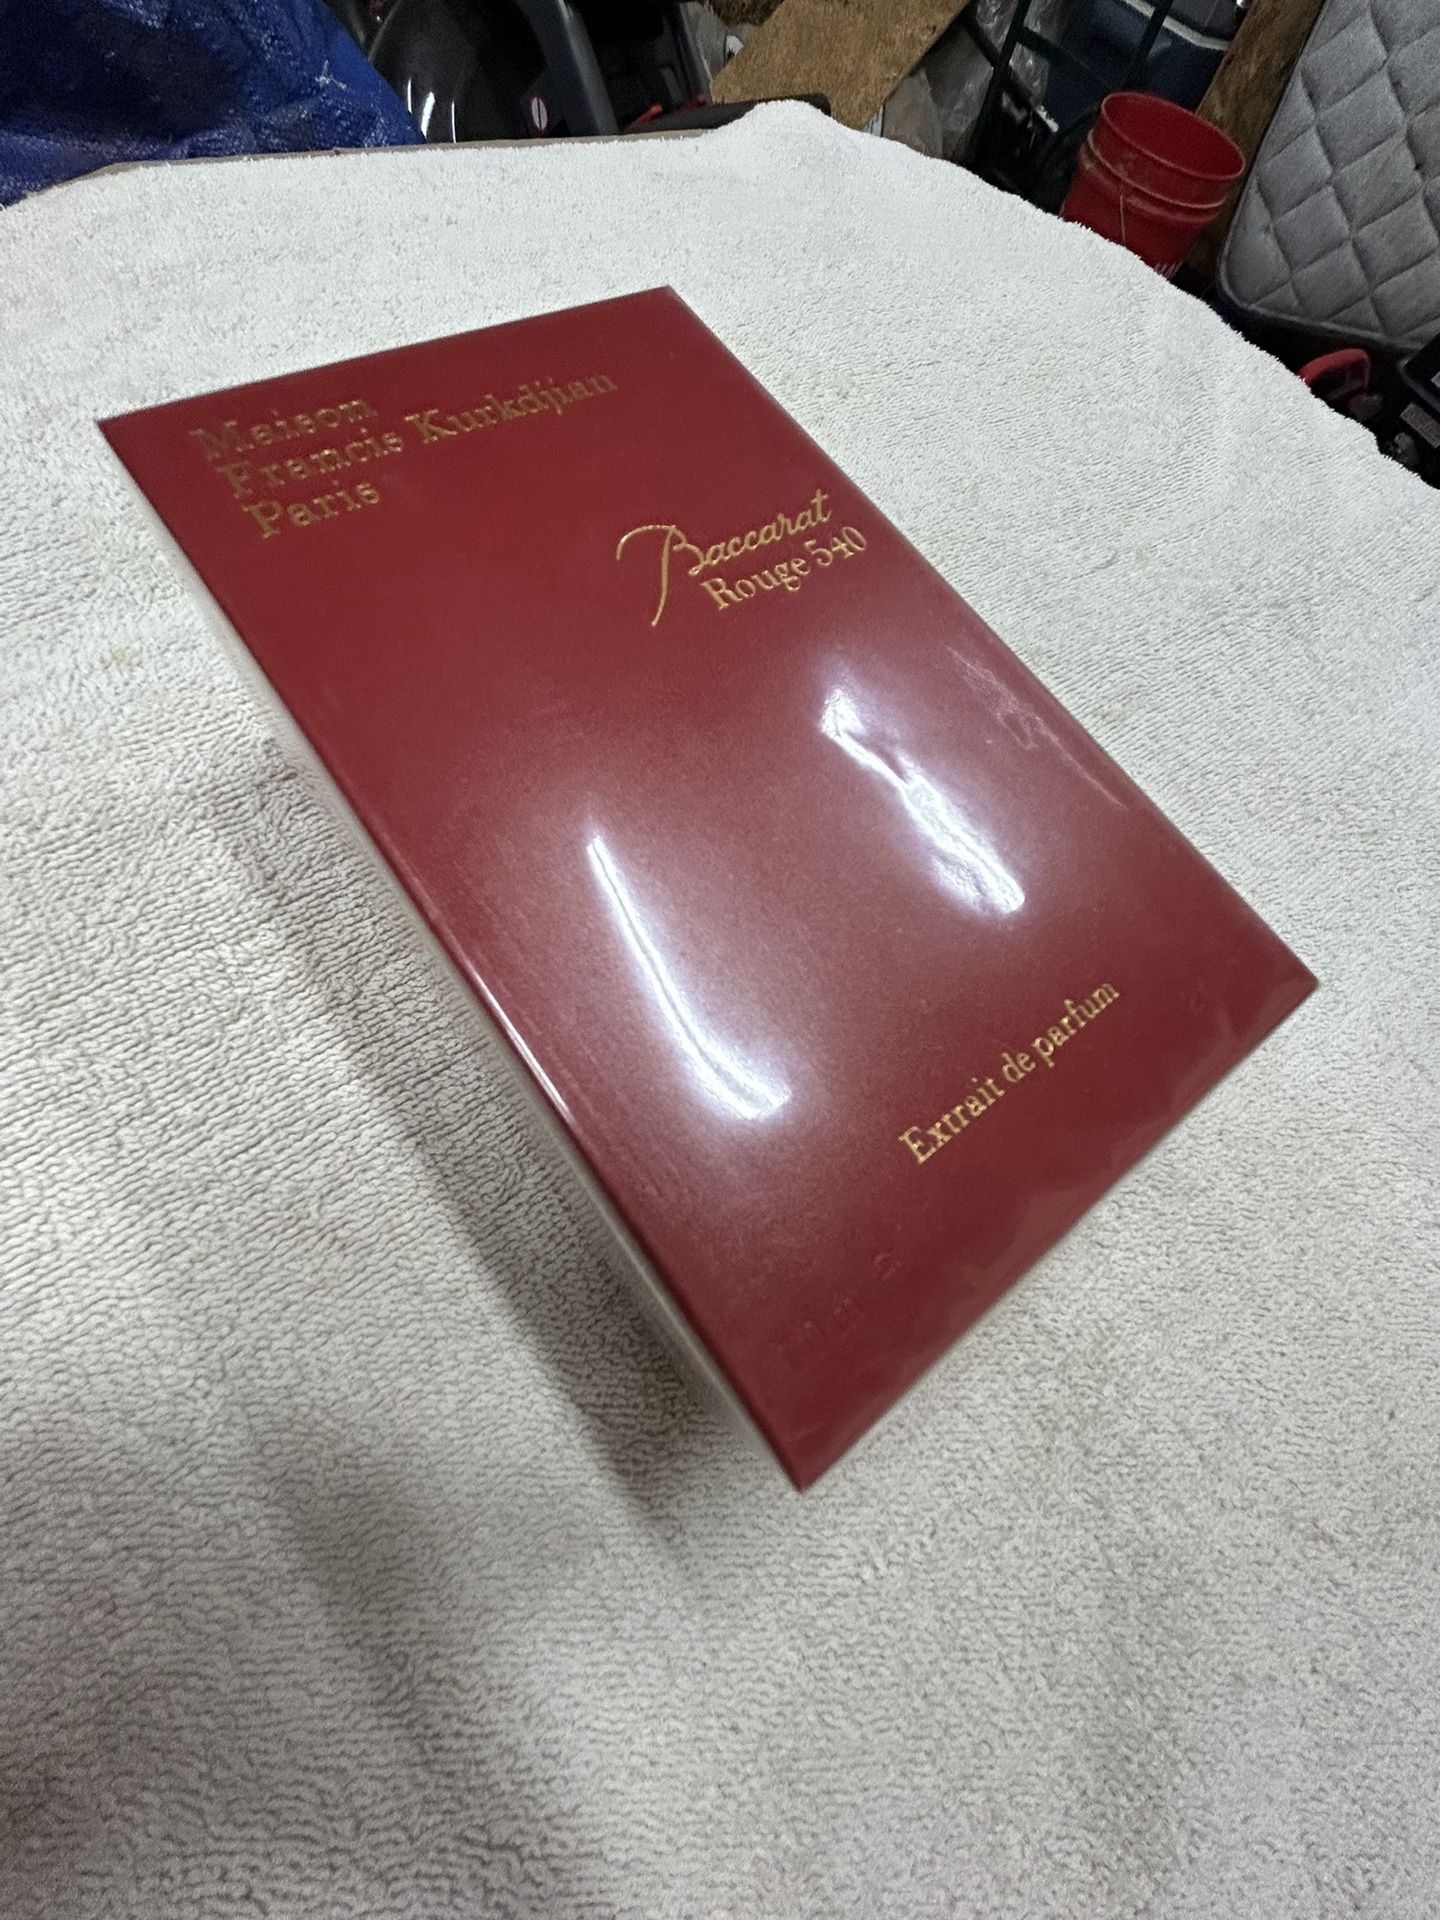 Maison
Francis Kurkdjian
Paris
Baccarat
Rouge 540
Extrait de parfum